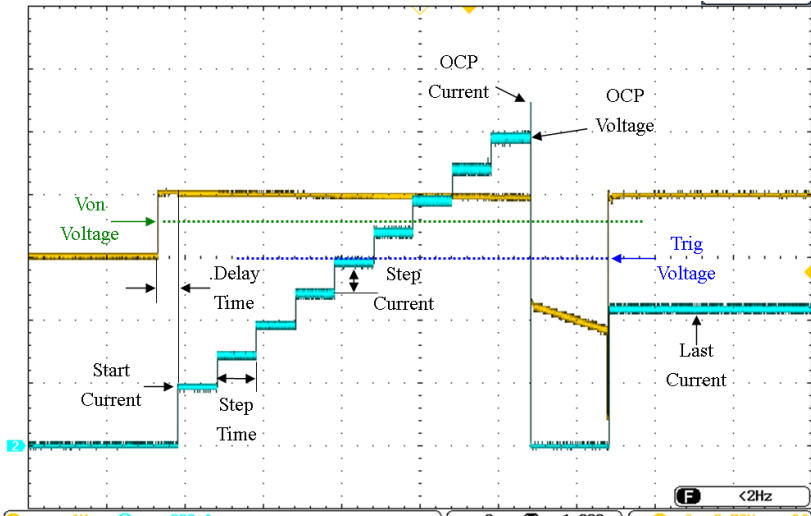 OCP
Current
OCP
Voltage
Von
Voltage
Trig
Voltage
.Delay
Time
Step
Current
Start
Current
Step
Time
Last
Current
2
F
<2Hz